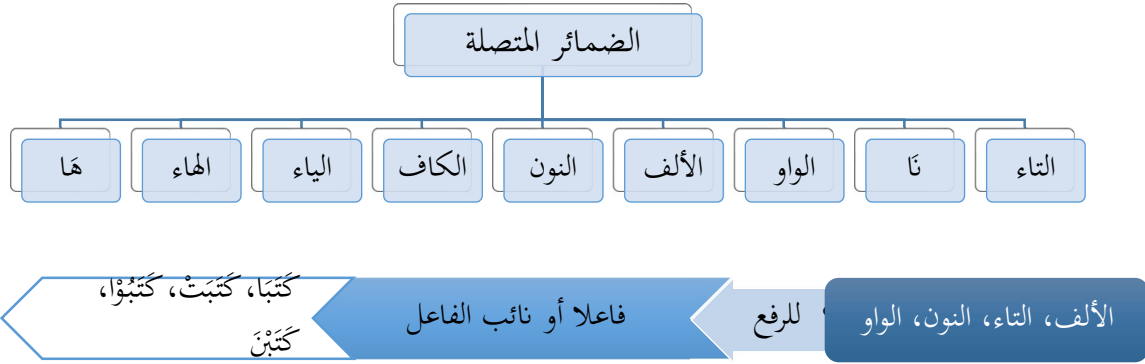 الضمائر المتصلة
التاء
نَا
الواو
الألف
النون
الكاف
الياء
الهاء
هَا
الألف، التاء، النون، الواو
للرفع
فاعلا أو نائب الفاعل
كَتَبَا، كَتَبَتْ، كَتَبُوْا،
كَتَبْنَ